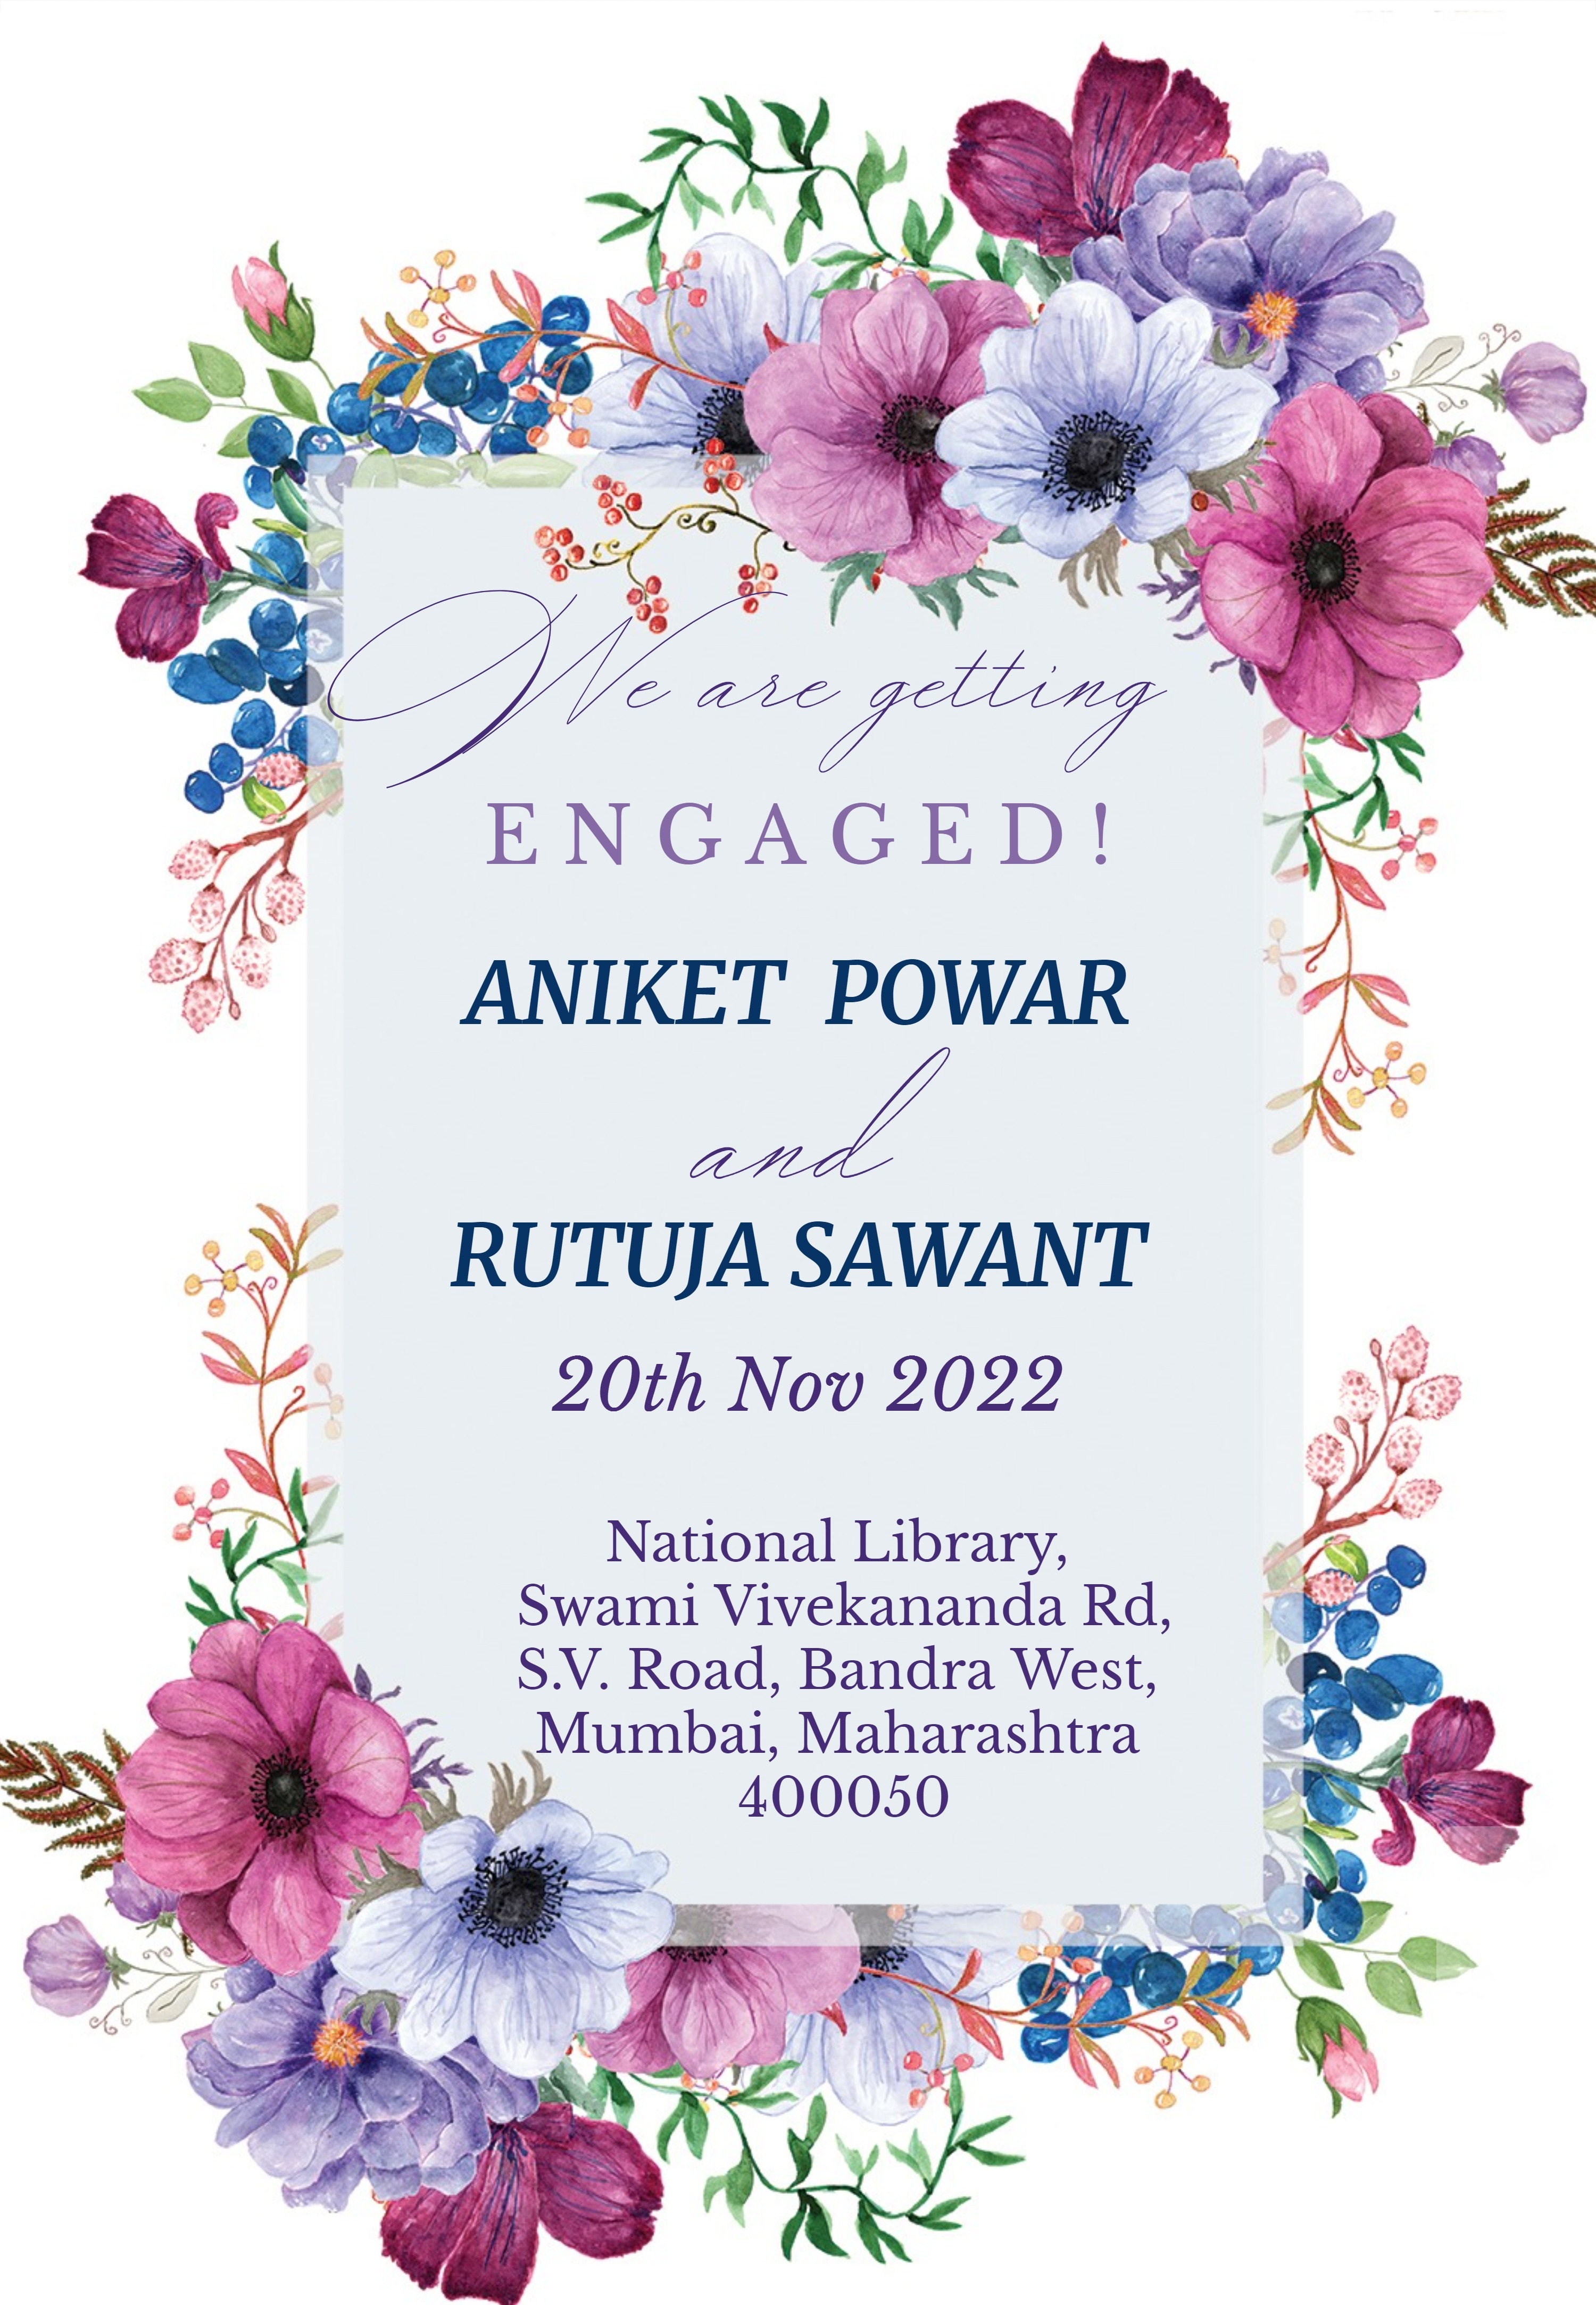 We are getting
ENGAGED!
ANIKET POWAR
and
RUTUJA SAWANT
20th Nov 2022
National Library,
Swami Vivekananda Rd,
S.V. Road, Bandra West,
Mumbai, Maharashtra
400050